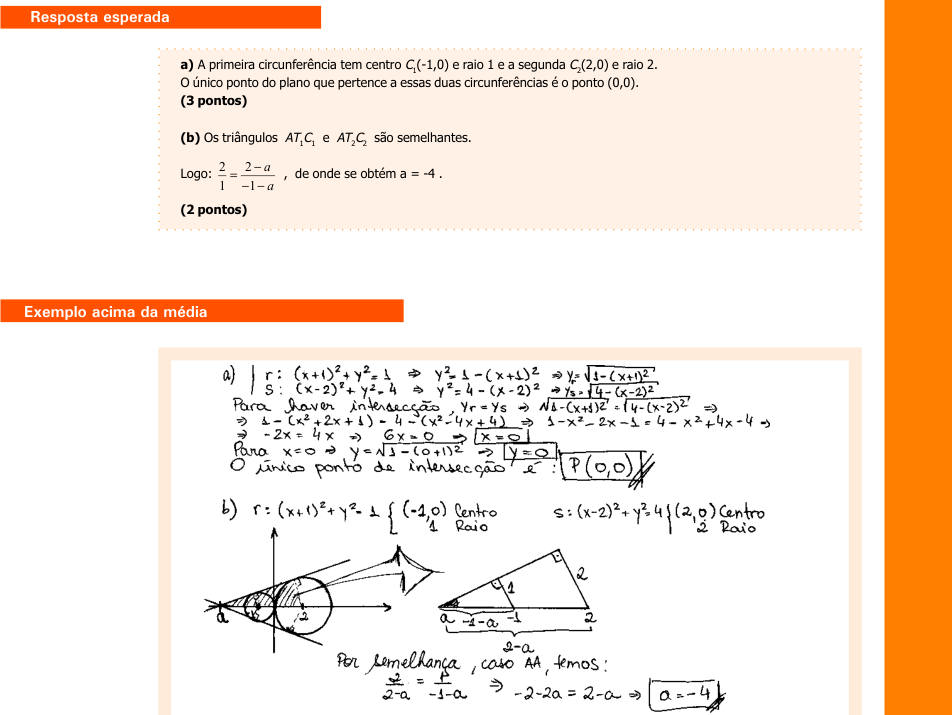 Resposta esperada
a) A primeira circunferência tem centro C₁(-1,0) e raio 1 e a segunda C₂(2,0) e raio 2.
O único ponto do plano que pertence a essas duas circunferências é o ponto (0,0).
(3 pontos)
(b) Os triângulos AT₁C₁ e AT₂C₂ são semelhantes.
Logo: 2/1 = (2 − a)/(−1 − a) , de onde se obtém a = -4 .
(2 pontos)
Exemplo acima da média
a) r: (x+1)² + y² = 1 ⇒ y² = 1 - (x+1)² ⇒ yᵣ = √(1-(x+1)²)
s: (x-2)² + y² = 4 ⇒ y² = 4 - (x-2)² ⇒ yₛ = √(4-(x-2)²)
Para haver intersecção, yᵣ = yₛ ⇒ √(1-(x+1)²) = √(4-(x-2)²) ⇒
⇒ 1 - (x² + 2x + 1) = 4 - (x² - 4x + 4) ⇒ 1 - x² - 2x - 1 = 4 - x² + 4x - 4 ⇒
⇒ -2x = 4x ⇒ 6x = 0 ⇒ x = 0
Para x = 0 ⇒ y = √(1-(0+1)²) ⇒ y = 0
O único ponto de intersecção é: P(0,0)
b) r: (x+1)² + y² = 1 { (-1,0) Centro s: (x-2)² + y² = 4 { (2,0) Centro
1 Raio 2 Raio
2
1
a -1 2
a -1-a -1 2
2-a
Por semelhança, caso AA, temos:
2/(2-a) = 1/(-1-a) ⇒ -2-2a = 2-a ⇒ a = -4